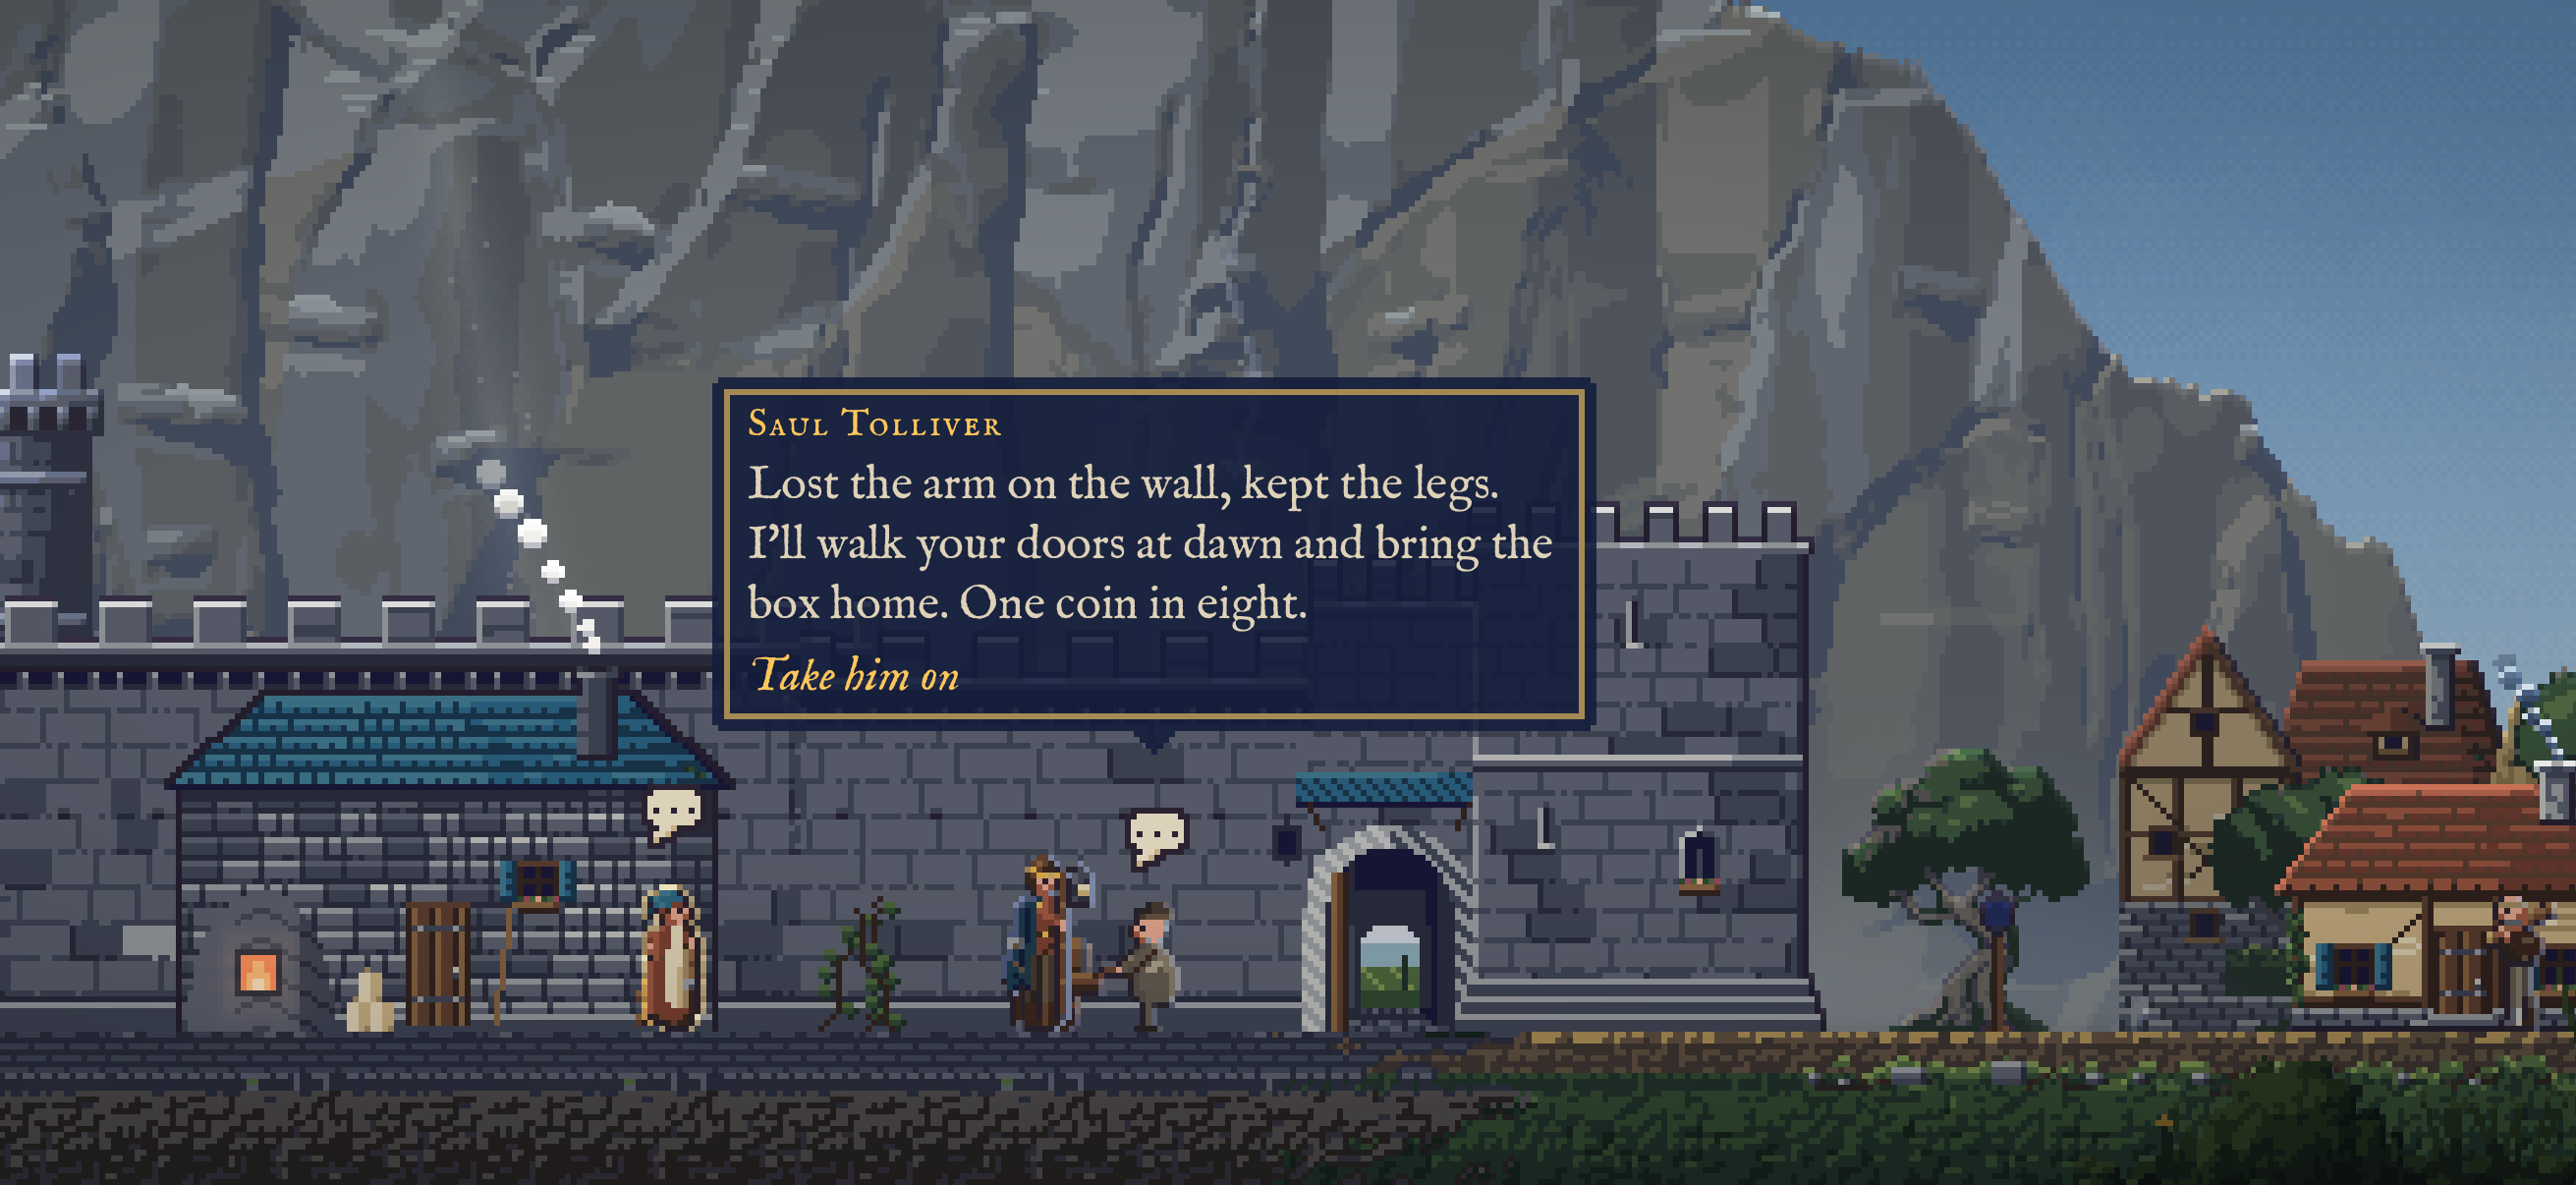 Saul Tolliver
Lost the arm on the wall, kept the legs.
I’ll walk your doors at dawn and bring the
box home. One coin in eight.
Take him on